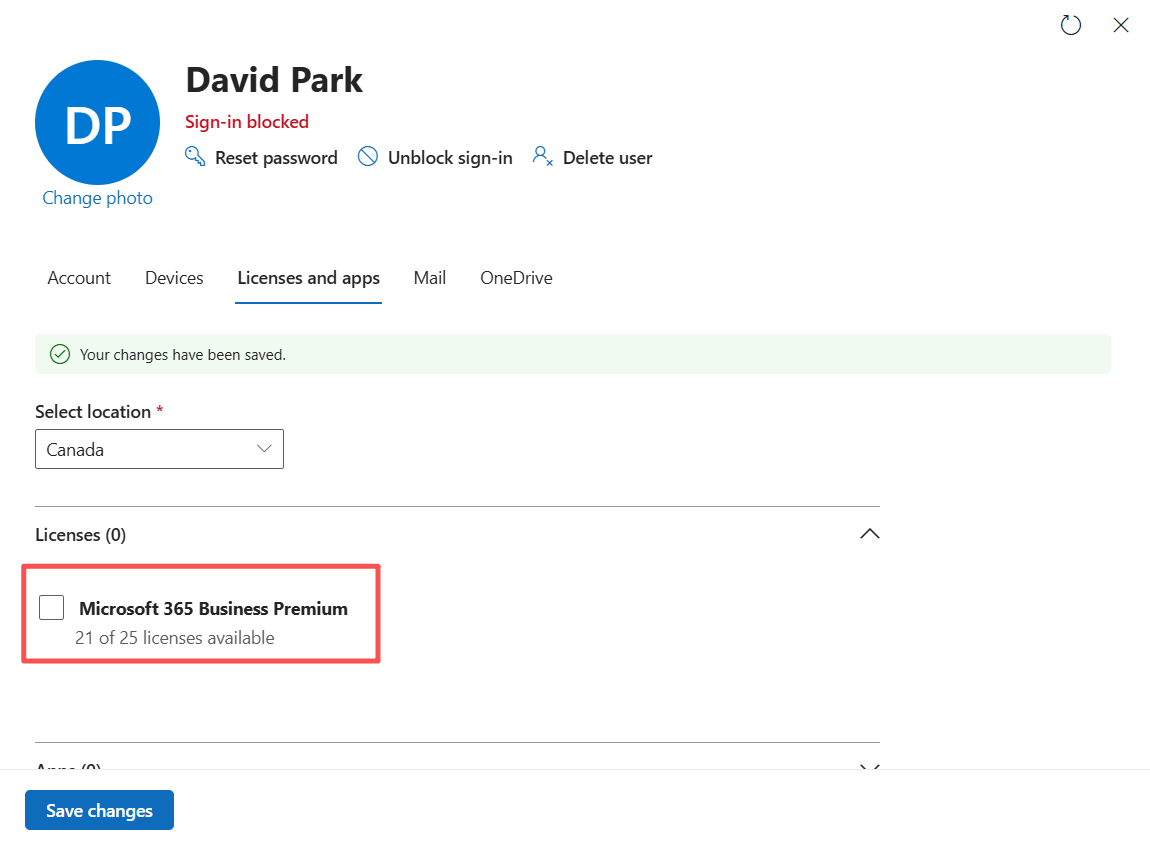 David Park
DP
Sign-in blocked
Reset password Unblock sign-in Delete user
Change photo
Account Devices Licenses and apps Mail OneDrive
Your changes have been saved.
Select location *
Canada
Licenses (0)
Microsoft 365 Business Premium
21 of 25 licenses available
Apps (0)
Save changes